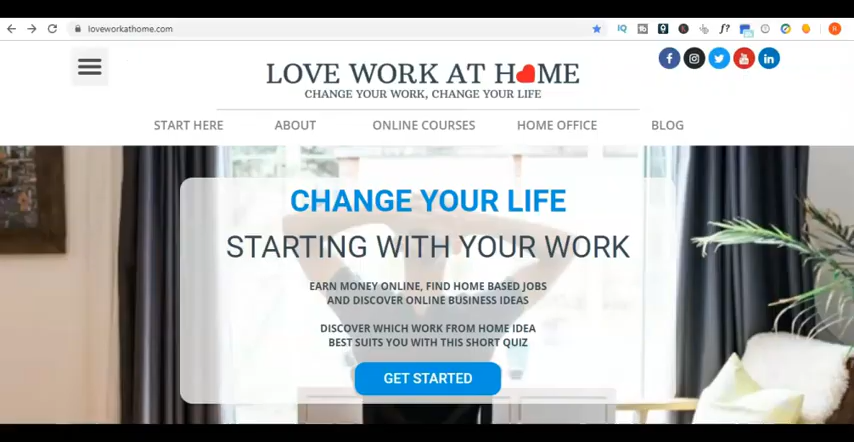 loveworkathome.com
LOVE WORK AT HOME
CHANGE YOUR WORK, CHANGE YOUR LIFE
START HERE ABOUT ONLINE COURSES HOME OFFICE BLOG
CHANGE YOUR LIFE
STARTING WITH YOUR WORK
EARN MONEY ONLINE, FIND HOME BASED JOBS
AND DISCOVER ONLINE BUSINESS IDEAS
DISCOVER WHICH WORK FROM HOME IDEA
BEST SUITS YOU WITH THIS SHORT QUIZ
GET STARTED